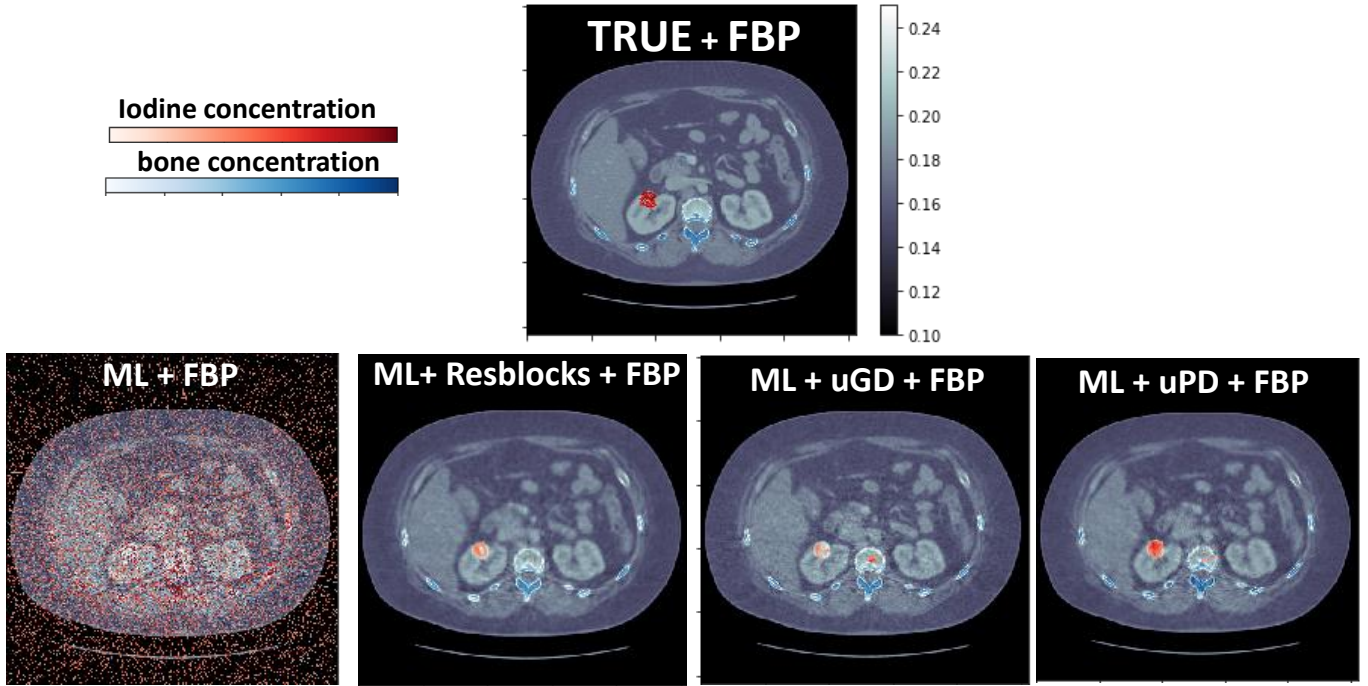 TRUE + FBP
Iodine concentration
bone concentration
0.24
0.22
0.20
0.18
0.16
0.14
0.12
0.10
ML + FBP
ML+ Resblocks + FBP
ML + uGD + FBP
ML + uPD + FBP